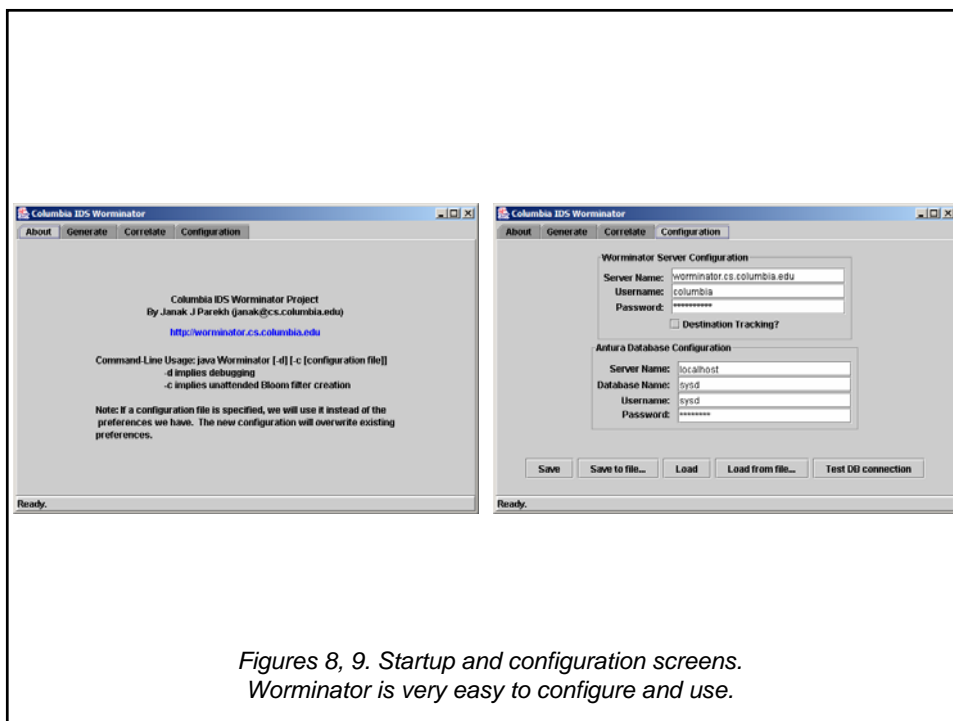 Columbia IDS Worminator
About Generate Correlate Configuration
Columbia IDS Worminator Project
By Janak J Parekh (janak@cs.columbia.edu)
http://worminator.cs.columbia.edu
Command-Line Usage: java Worminator [-d] [-c [configuration file]]
-d implies debugging
-c implies unattended Bloom filter creation
Note: If a configuration file is specified, we will use it instead of the
preferences we have. The new configuration will overwrite existing
preferences.
Ready.
Columbia IDS Worminator
About Generate Correlate Configuration
Worminator Server Configuration
Server Name: worminator.cs.columbia.edu
Username: columbia
Password: **********
Destination Tracking?
Antura Database Configuration
Server Name: localhost
Database Name: sysd
Username: sysd
Password: ********
Save Save to file... Load Load from file... Test DB connection
Ready.
Figures 8, 9. Startup and configuration screens.
Worminator is very easy to configure and use.